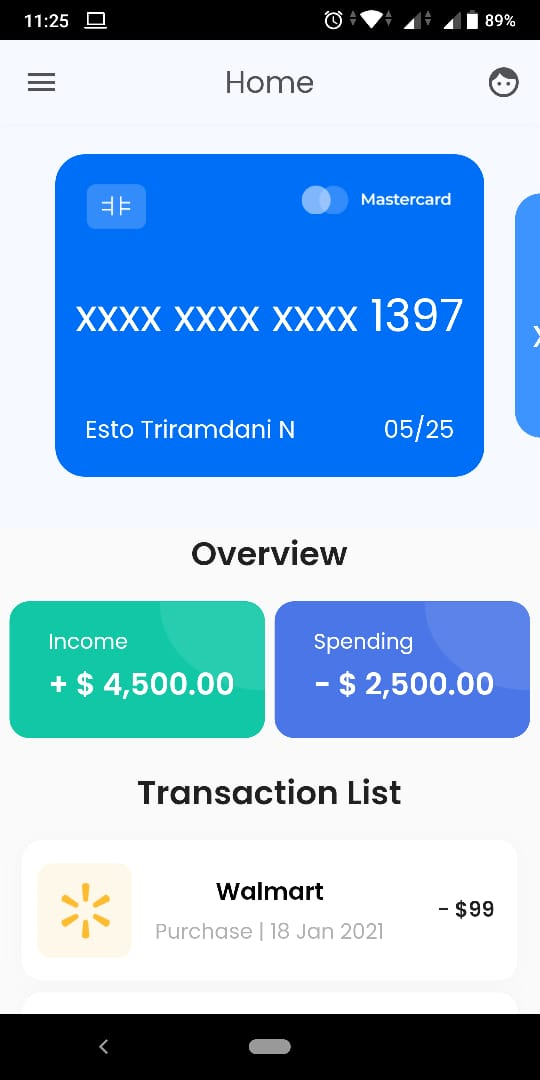 11:25
89%
Home
Mastercard
xxxx xxxx xxxx 1397
Esto Triramdani N
05/25
Overview
Income
+ $ 4,500.00
Spending
- $ 2,500.00
Transaction List
Walmart
- $99
Purchase | 18 Jan 2021